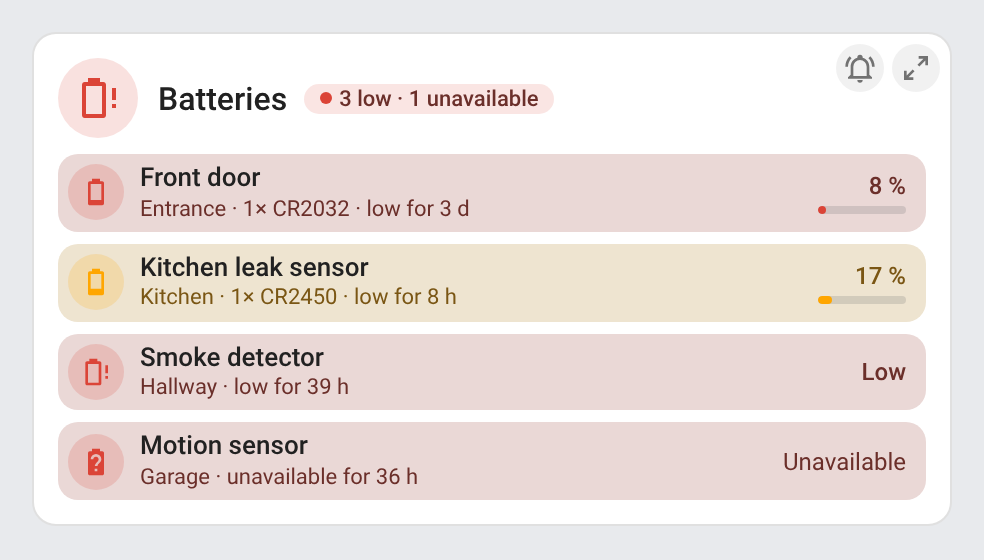 Batteries
3 low · 1 unavailable
Front door
Entrance · 1× CR2032 · low for 3 d
8 %
Kitchen leak sensor
Kitchen · 1× CR2450 · low for 8 h
17 %
Smoke detector
Hallway · low for 39 h
Low
Motion sensor
Garage · unavailable for 36 h
Unavailable